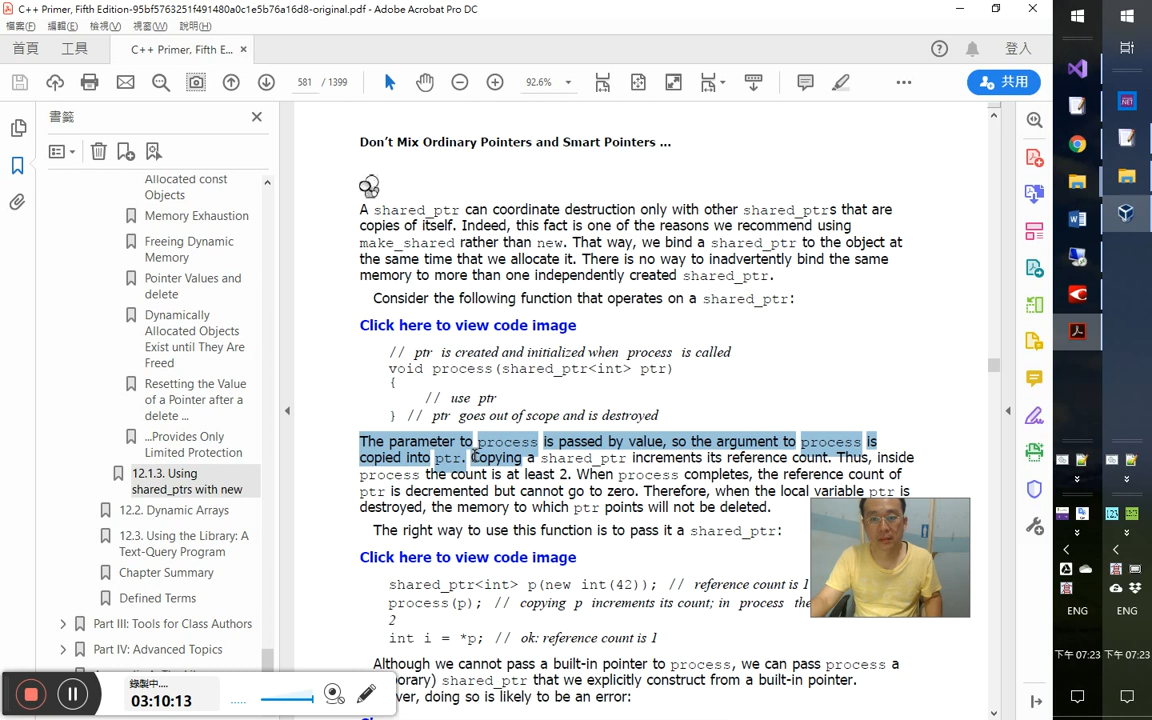 C++ Primer, Fifth Edition-95bf5763251f491480a0c1e5b76a16d8-original.pdf - Adobe Acrobat Pro DC
檔案(F) 編輯(E) 檢視(V) 視窗(W) 說明(H)
首頁 工具 C++ Primer, Fifth E... × 登入
581 / 1399 92.6% 共用
書籤
Allocated const
Objects
Memory Exhaustion
Freeing Dynamic
Memory
Pointer Values and
delete
Dynamically
Allocated Objects
Exist until They Are
Freed
Resetting the Value
of a Pointer after a
delete ...
...Provides Only
Limited Protection
12.1.3. Using
shared_ptrs with new
12.2. Dynamic Arrays
12.3. Using the Library: A
Text-Query Program
Chapter Summary
Defined Terms
Part III: Tools for Class Authors
Part IV: Advanced Topics
Don't Mix Ordinary Pointers and Smart Pointers ...
A shared_ptr can coordinate destruction only with other shared_ptrs that are
copies of itself. Indeed, this fact is one of the reasons we recommend using
make_shared rather than new. That way, we bind a shared_ptr to the object at
the same time that we allocate it. There is no way to inadvertently bind the same
memory to more than one independently created shared_ptr.
Consider the following function that operates on a shared_ptr:
Click here to view code image
// ptr is created and initialized when process is called
void process(shared_ptr<int> ptr)
{
// use ptr
} // ptr goes out of scope and is destroyed
The parameter to process is passed by value, so the argument to process is
copied into ptr. Copying a shared_ptr increments its reference count. Thus, inside
process the count is at least 2. When process completes, the reference count of
ptr is decremented but cannot go to zero. Therefore, when the local variable ptr is
destroyed, the memory to which ptr points will not be deleted.
The right way to use this function is to pass it a shared_ptr:
Click here to view code image
shared_ptr<int> p(new int(42)); // reference count is 1
process(p); // copying p increments its count; in process the
2
int i = *p; // ok: reference count is 1
Although we cannot pass a built-in pointer to process, we can pass process a
orary) shared_ptr that we explicitly construct from a built-in pointer.
ver, doing so is likely to be an error:
錄製中....
03:10:13
ENG ENG
下午 07:23 下午 07:23